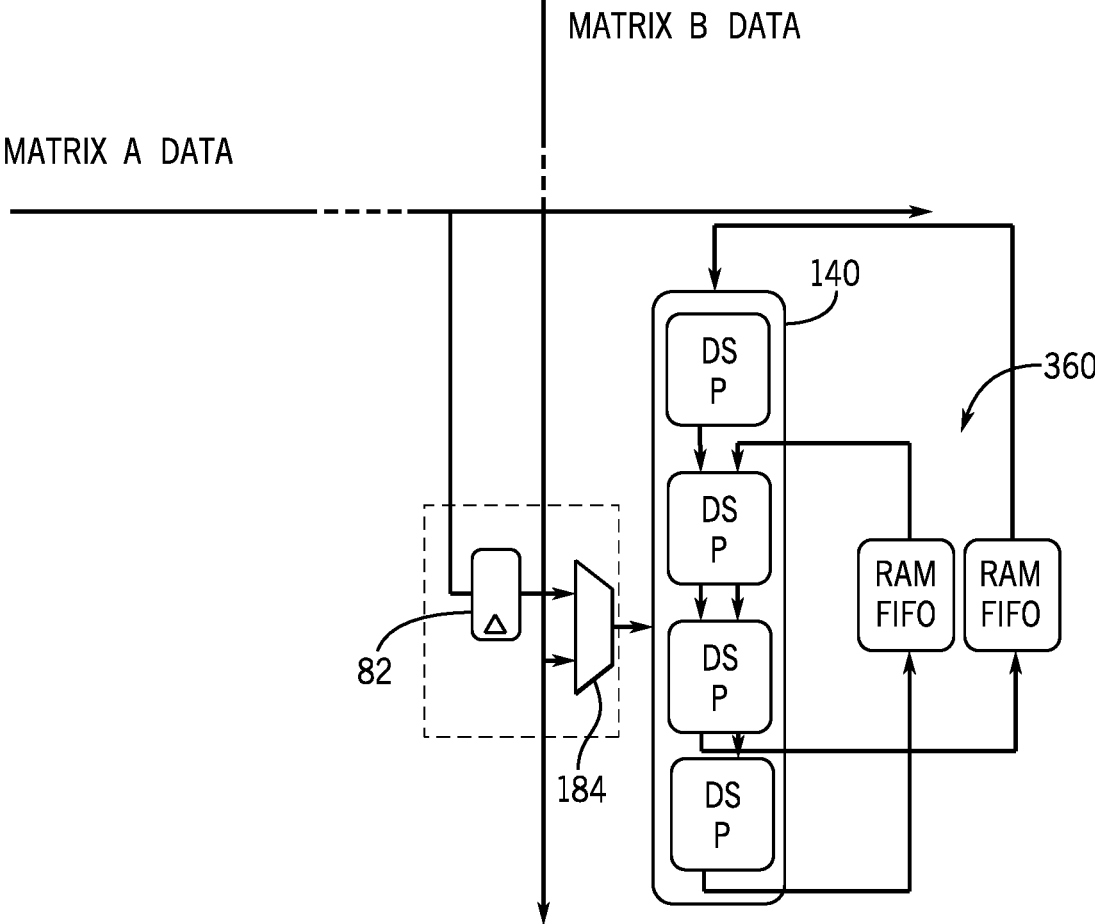 MATRIX B DATA
MATRIX A DATA
140
DS
P
360
DS
P
RAM
FIFO
RAM
FIFO
82
DS
P
184
DS
P